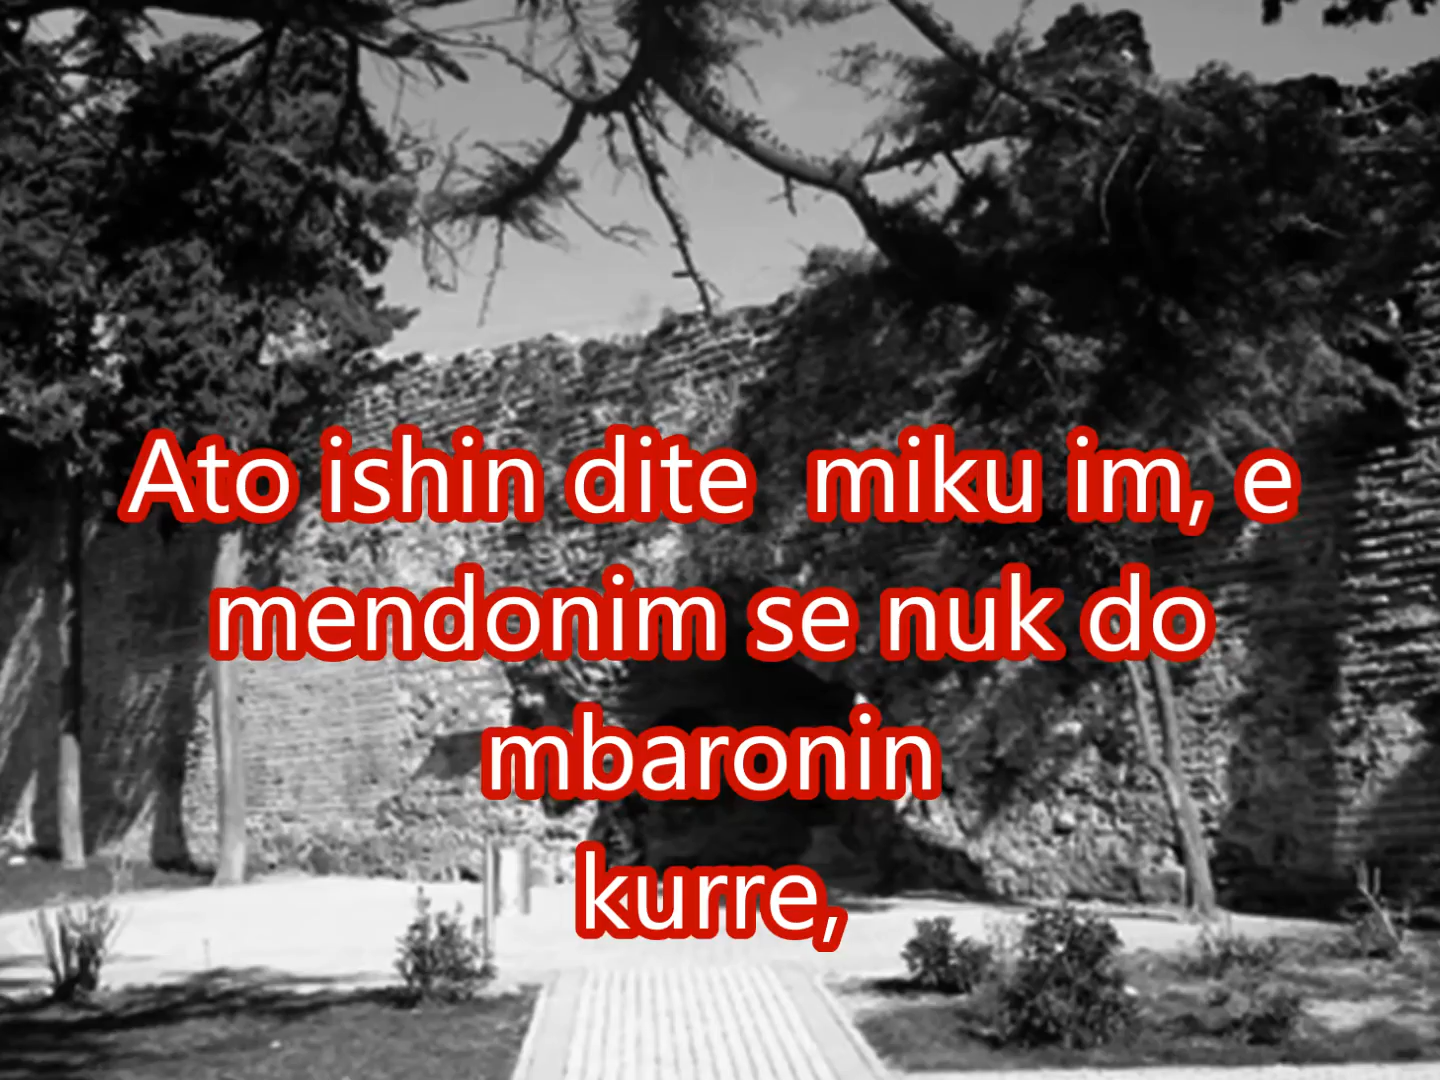 Ato ishin dite  miku im, e
mendonim se nuk do
mbaronin
kurre,